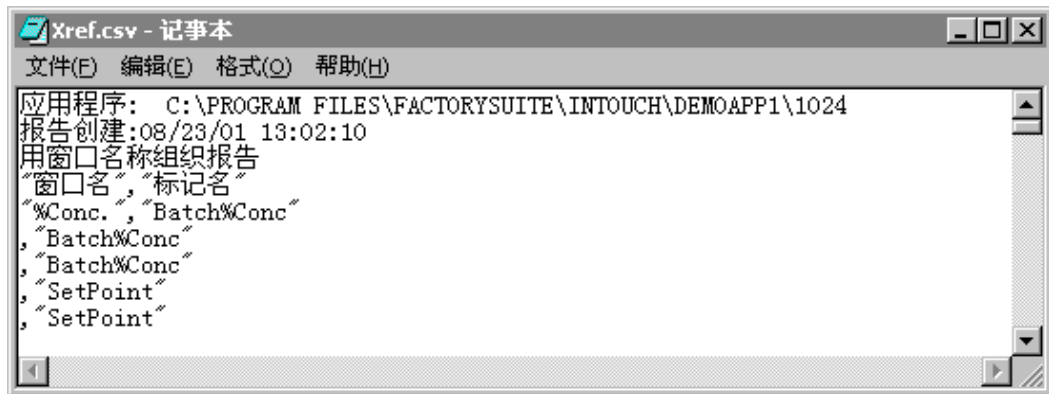 Xref.csv - 记事本
文件(F) 编辑(E) 格式(O) 帮助(H)
应用程序: C:\PROGRAM FILES\FACTORYSUITE\INTOUCH\DEMOAPP1\1024
报告创建:08/23/01 13:02:10
用窗口名称组织报告
"窗口名","标记名"
"%Conc.","Batch%Conc"
,"Batch%Conc"
,"Batch%Conc"
,"SetPoint"
,"SetPoint"